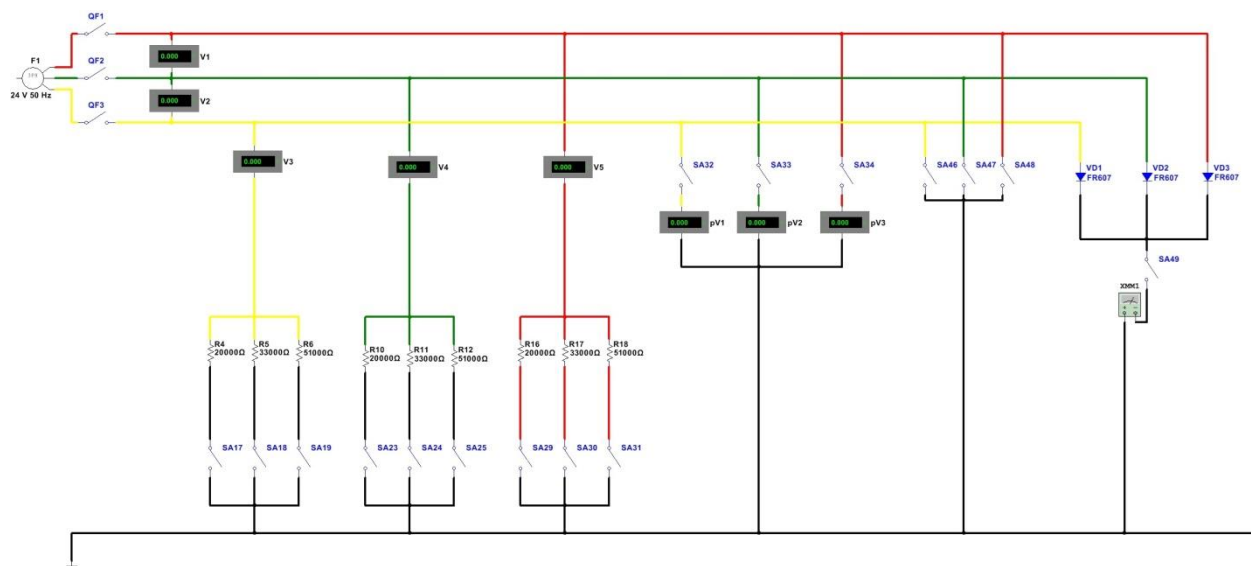 QF1
0.000 V1
F1
3PH
QF2
24 V 50 Hz
0.000 V2
QF3
0.000 V3
0.000 V4
0.000 V5
SA32
SA33
SA34
SA46
SA47
SA48
VD1
FR607
VD2
FR607
VD3
FR607
0.000 pV1
0.000 pV2
0.000 pV3
SA49
XMM1
R4
20000Ω
R5
33000Ω
R6
51000Ω
R10
20000Ω
R11
33000Ω
R12
51000Ω
R16
20000Ω
R17
33000Ω
R18
51000Ω
SA17
SA18
SA19
SA23
SA24
SA25
SA29
SA30
SA31